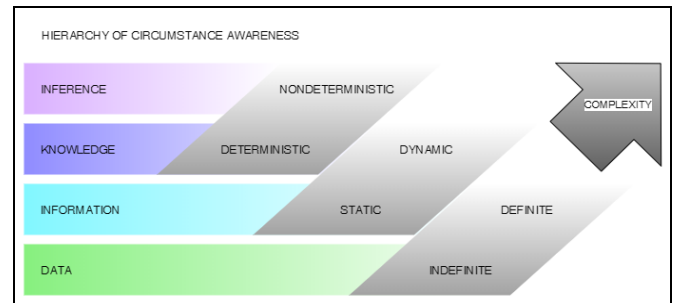 HIERARCHY OF CIRCUMSTANCE AWARENESS
INFERENCE NONDETERMINISTIC
COMPLEXITY
KNOWLEDGE DETERMINISTIC DYNAMIC
INFORMATION STATIC DEFINITE
DATA INDEFINITE